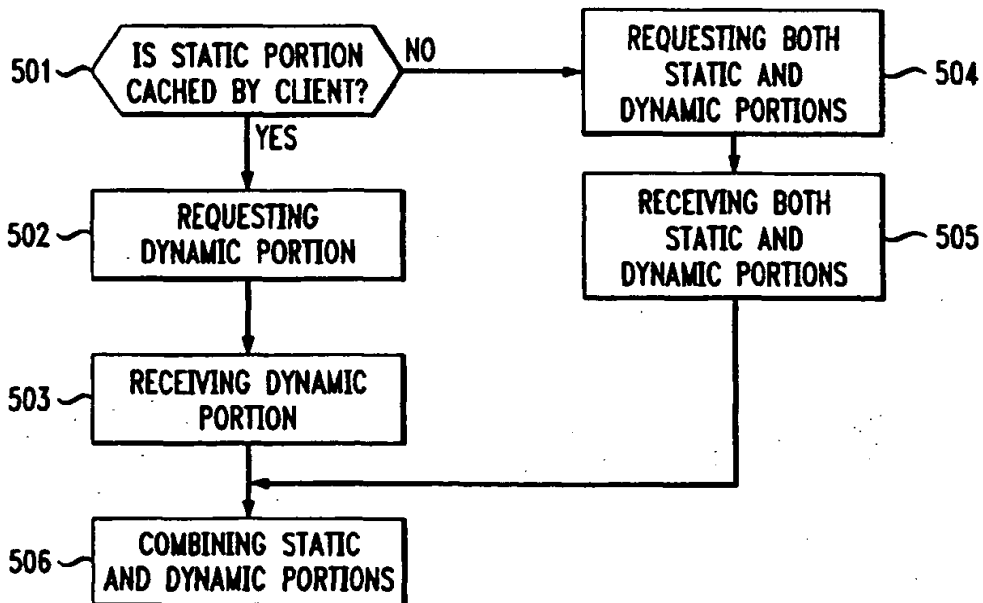 501
IS STATIC PORTION
CACHED BY CLIENT?
NO
YES
REQUESTING BOTH
STATIC AND
DYNAMIC PORTIONS
504
502
REQUESTING
DYNAMIC PORTION
RECEIVING BOTH
STATIC AND
DYNAMIC PORTIONS
505
503
RECEIVING DYNAMIC
PORTION
506
COMBINING STATIC
AND DYNAMIC PORTIONS